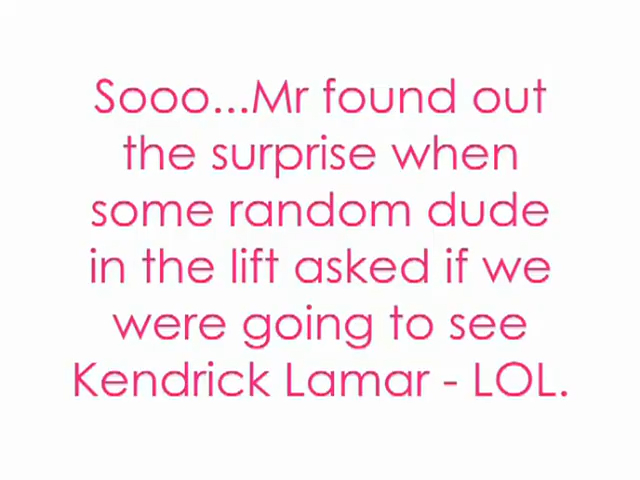 Sooo...Mr found out
the surprise when
some random dude
in the lift asked if we
were going to see
Kendrick Lamar - LOL.